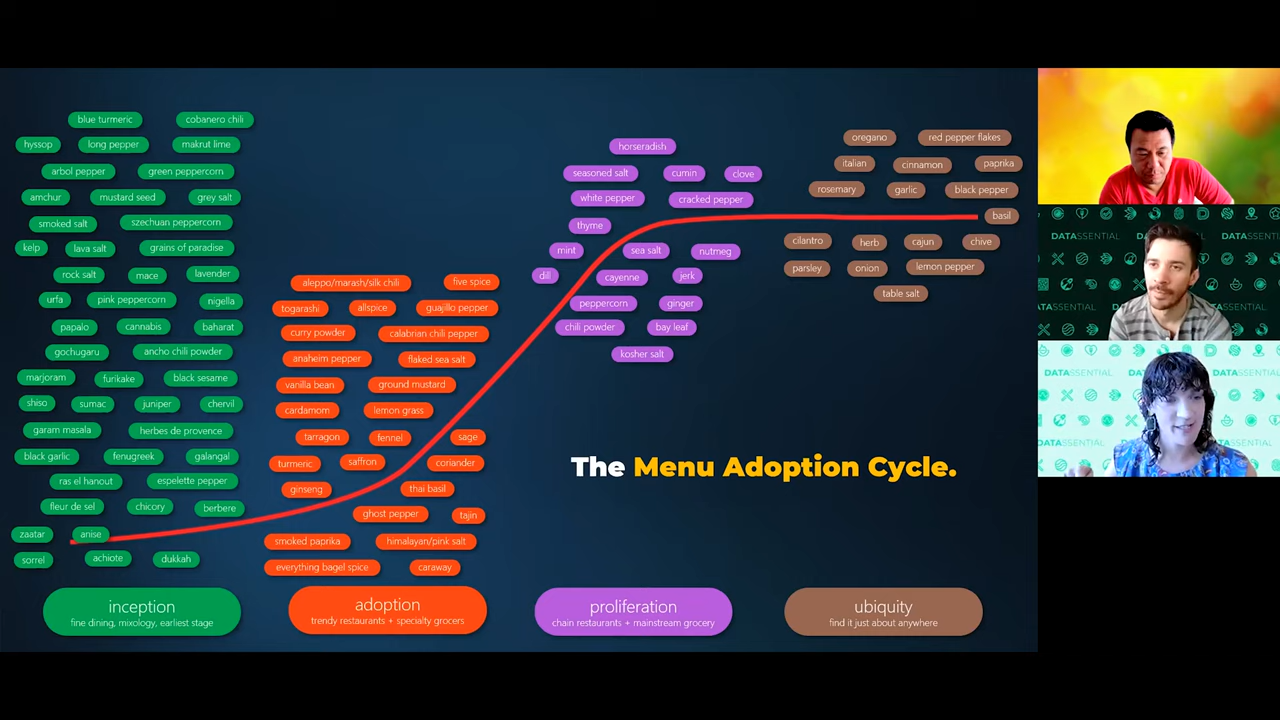 blue turmeric
cobanero chili
hyssop
long pepper
makrut lime
arbol pepper
green peppercorn
amchur
mustard seed
grey salt
smoked salt
szechuan peppercorn
kelp
lava salt
grains of paradise
rock salt
mace
lavender
urfa
pink peppercorn
nigella
papalo
cannabis
baharat
gochugaru
ancho chili powder
marjoram
furikake
black sesame
shiso
sumac
juniper
chervil
garam masala
herbes de provence
black garlic
fenugreek
galangal
ras el hanout
espelette pepper
fleur de sel
chicory
berbere
zaatar
anise
sorrel
achiote
dukkah
inception
fine dining, mixology, earliest stage
aleppo/marash/silk chili
five spice
togarashi
allspice
guajillo pepper
curry powder
calabrian chili pepper
anaheim pepper
flaked sea salt
vanilla bean
ground mustard
cardamom
lemon grass
tarragon
fennel
sage
turmeric
saffron
coriander
ginseng
thai basil
ghost pepper
tajin
smoked paprika
himalayan/pink salt
everything bagel spice
caraway
adoption
trendy restaurants + specialty grocers
horseradish
seasoned salt
cumin
clove
white pepper
cracked pepper
thyme
mint
sea salt
nutmeg
dill
cayenne
jerk
peppercorn
ginger
chili powder
bay leaf
kosher salt
proliferation
chain restaurants + mainstream grocery
oregano
red pepper flakes
italian
cinnamon
paprika
rosemary
garlic
black pepper
basil
cilantro
herb
cajun
chive
parsley
onion
lemon pepper
table salt
ubiquity
find it just about anywhere
The Menu Adoption Cycle.
DATASSENTIAL
DATASSENTIAL